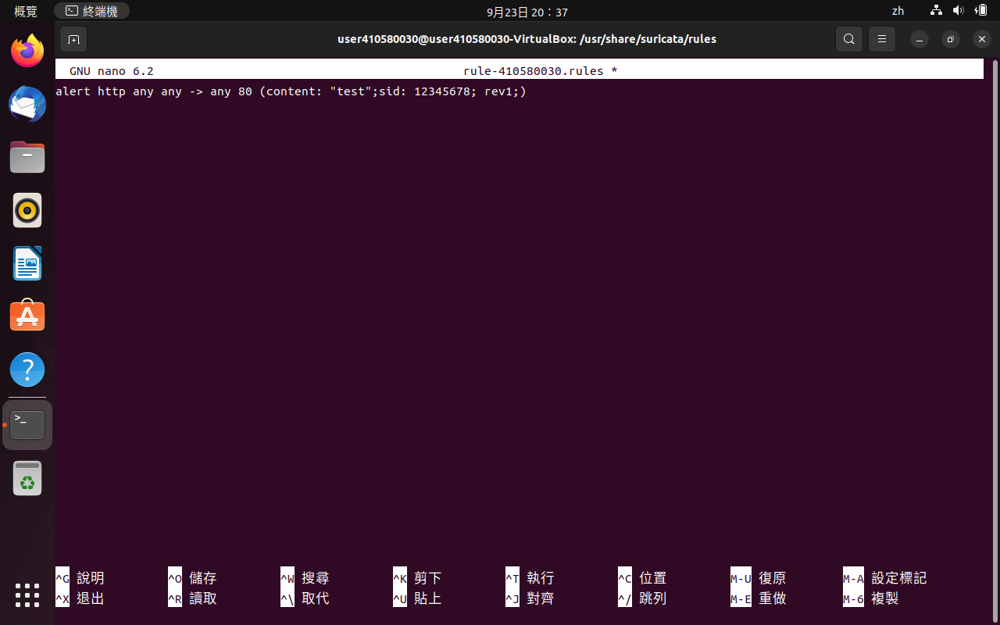 概覽 終端機 9月23日 20：37 zh
user410580030@user410580030-VirtualBox: /usr/share/suricata/rules
GNU nano 6.2 rule-410580030.rules *
alert http any any -> any 80 (content: "test";sid: 12345678; rev1;)
^G 說明 ^O 儲存 ^W 搜尋 ^K 剪下 ^T 執行 ^C 位置 M-U 復原 M-A 設定標記
^X 退出 ^R 讀取 ^\ 取代 ^U 貼上 ^J 對齊 ^/ 跳列 M-E 重做 M-6 複製